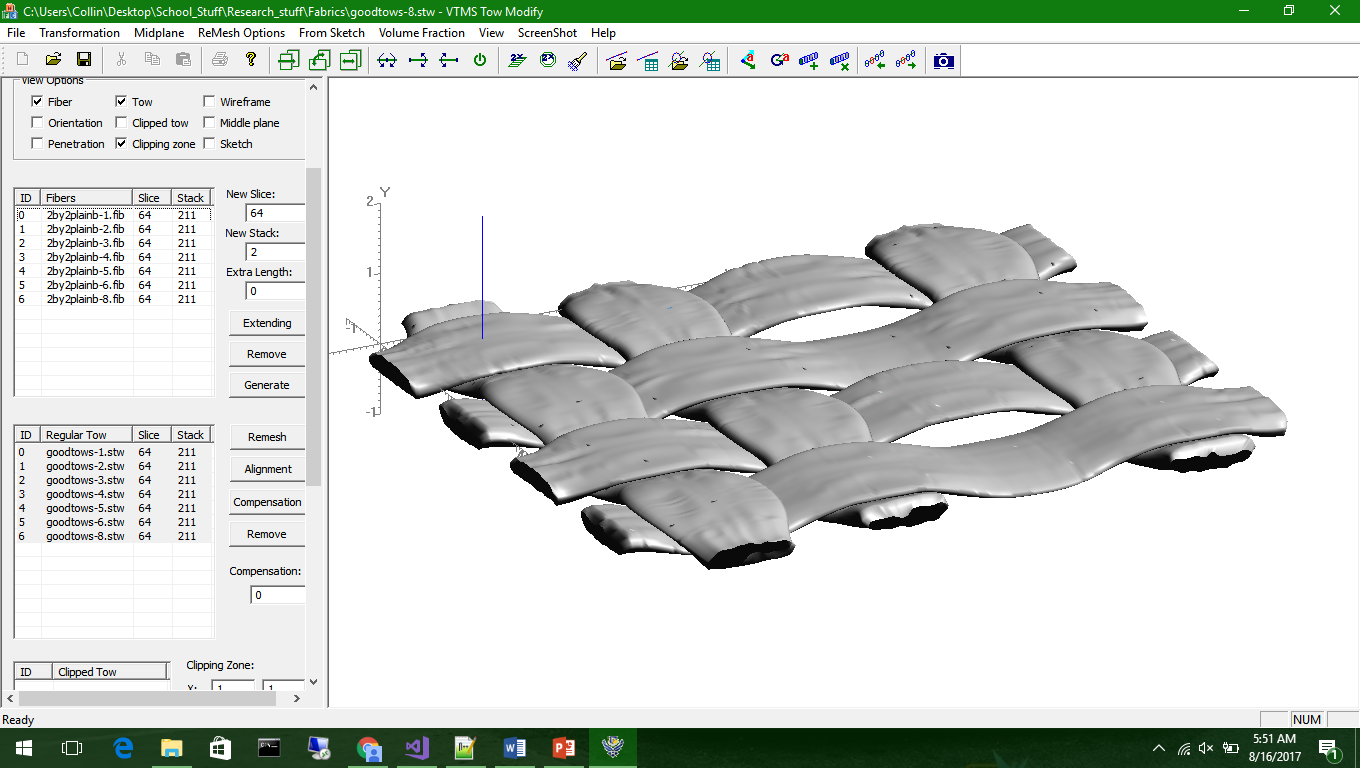 C:\Users\Collin\Desktop\School_Stuff\Research_stuff\Fabrics\goodtows-8.stw - VTMS Tow Modify
File Transformation Midplane ReMesh Options From Sketch Volume Fraction View ScreenShot Help
View Options
Fiber Tow Wireframe
Orientation Clipped tow Middle plane
Penetration Clipping zone Sketch
ID Fibers Slice Stack
0 2by2plainb-1.fib 64 211
1 2by2plainb-2.fib 64 211
2 2by2plainb-3.fib 64 211
3 2by2plainb-4.fib 64 211
4 2by2plainb-5.fib 64 211
5 2by2plainb-6.fib 64 211
6 2by2plainb-8.fib 64 211
New Slice:
64
New Stack:
2
Extra Length:
0
Extending
Remove
Generate
ID Regular Tow Slice Stack
0 goodtows-1.stw 64 211
1 goodtows-2.stw 64 211
2 goodtows-3.stw 64 211
3 goodtows-4.stw 64 211
4 goodtows-5.stw 64 211
5 goodtows-6.stw 64 211
6 goodtows-8.stw 64 211
Remesh
Alignment
Compensation
Remove
Compensation:
0
ID Clipped Tow
Clipping Zone:
X: 1 1
Y
2
1
-1
-1
Ready
NUM
5:51 AM
8/16/2017
1